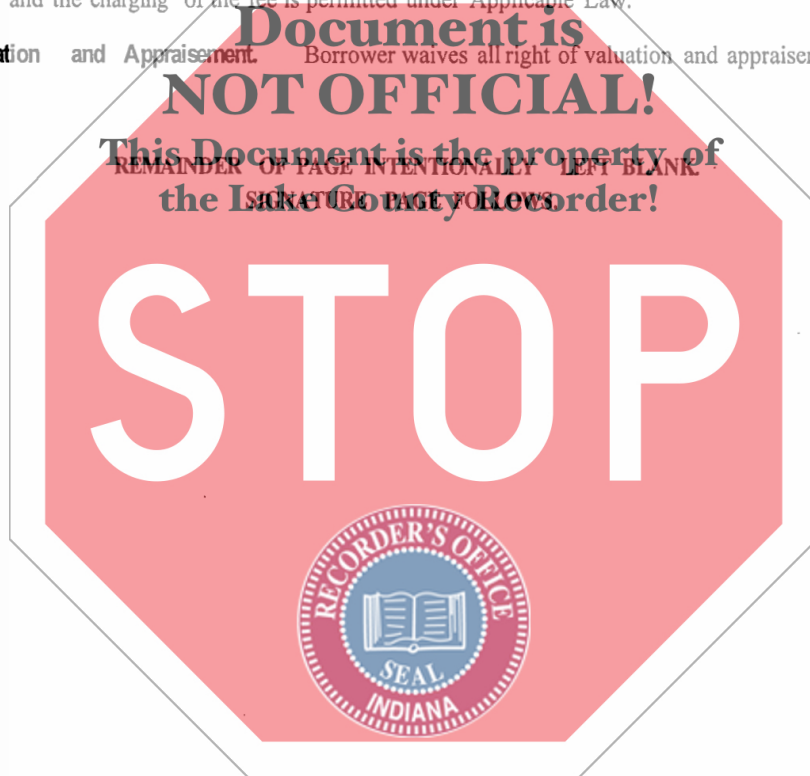 and the charging of the fee is permitted under Applicable Law.
Document is
ation and Appraisement. Borrower waives all right of valuation and appraisem
NOT OFFICIAL!
This Document is the property of
REMAINDER OF PAGE INTENTIONALLY LEFT BLANK.
the Lake County Recorder!
SIGNATURE PAGE FOLLOWS.
STOP
RECORDER'S OFFICE
SEAL
INDIANA